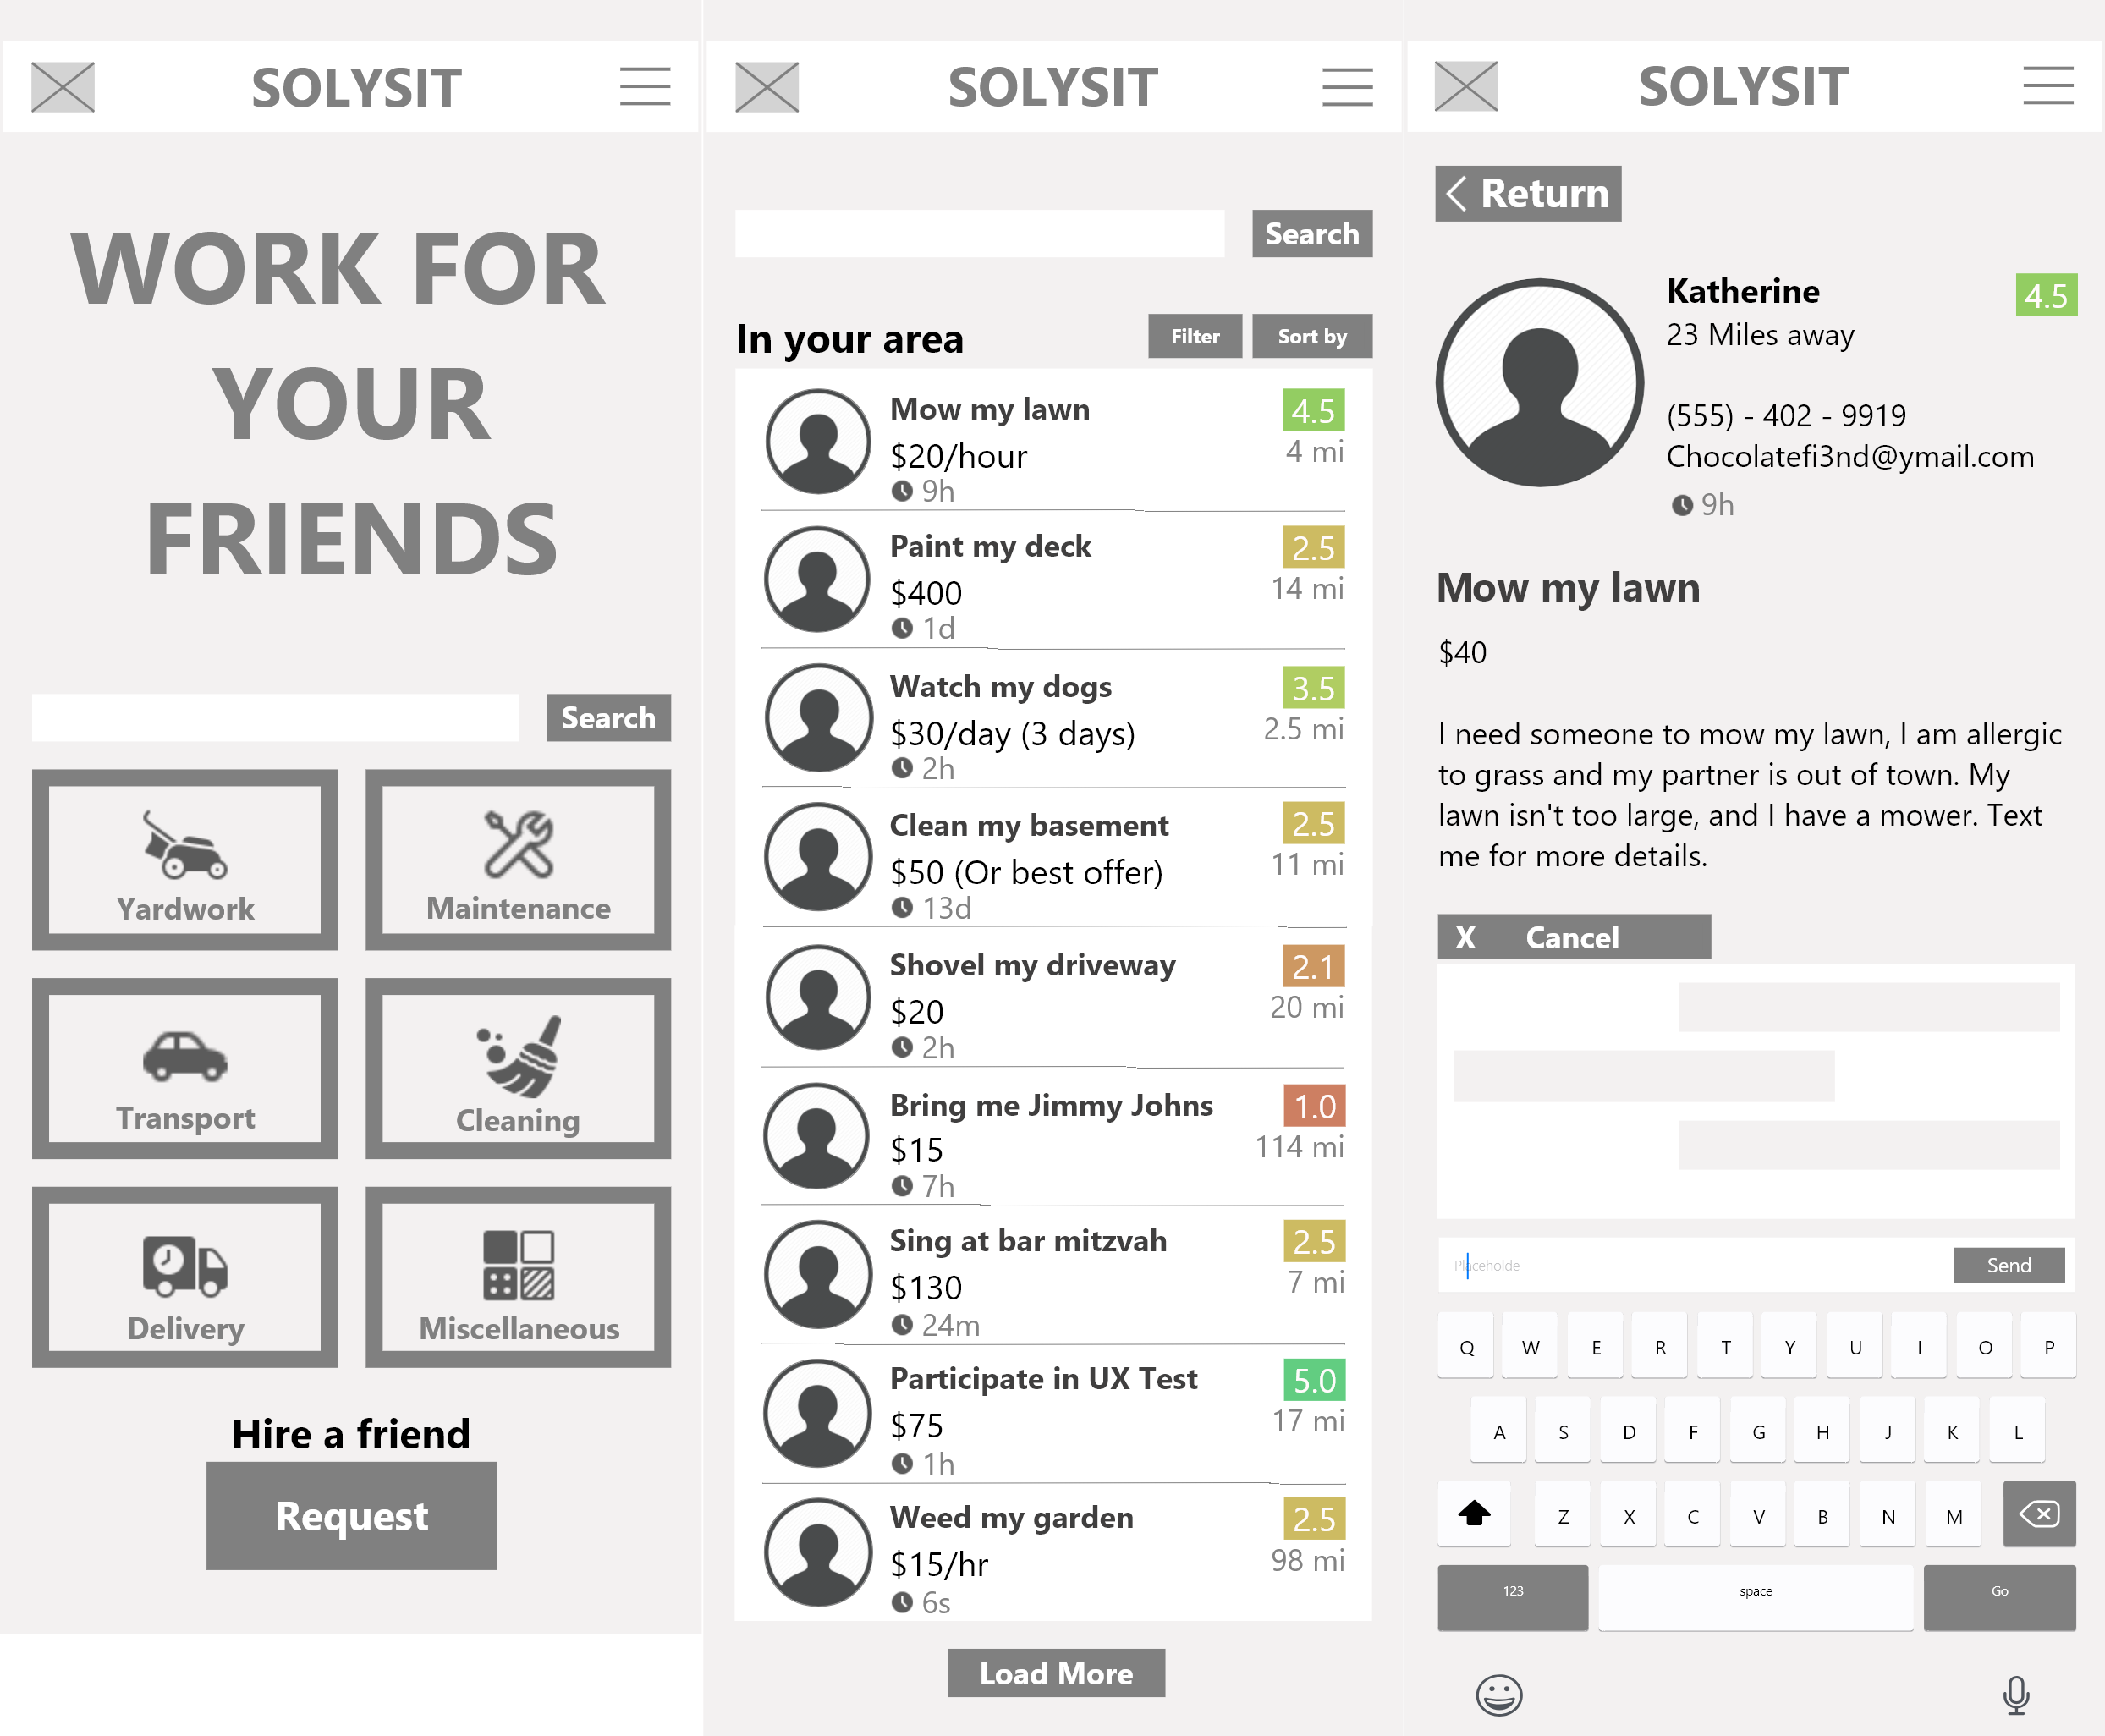 SOLYSIT
WORK FOR
YOUR
FRIENDS
Search
Yardwork
Maintenance
Transport
Cleaning
Delivery
Miscellaneous
Hire a friend
Request
SOLYSIT
Search
In your area
Filter
Sort by
Mow my lawn
4.5
$20/hour
4 mi
9h
Paint my deck
2.5
$400
14 mi
1d
Watch my dogs
3.5
$30/day (3 days)
2.5 mi
2h
Clean my basement
2.5
$50 (Or best offer)
11 mi
13d
Shovel my driveway
2.1
$20
20 mi
2h
Bring me Jimmy Johns
1.0
$15
114 mi
7h
Sing at bar mitzvah
2.5
$130
7 mi
24m
Participate in UX Test
5.0
$75
17 mi
1h
Weed my garden
2.5
$15/hr
98 mi
6s
Load More
SOLYSIT
Return
Katherine
4.5
23 Miles away
(555) - 402 - 9919
Chocolatefi3nd@ymail.com
9h
Mow my lawn
$40
I need someone to mow my lawn, I am allergic
to grass and my partner is out of town. My
lawn isn't too large, and I have a mower. Text
me for more details.
X Cancel
Placeholde
Send
Q W E R T Y U I O P
A S D F G H J K L
Z X C V B N M
123 space Go